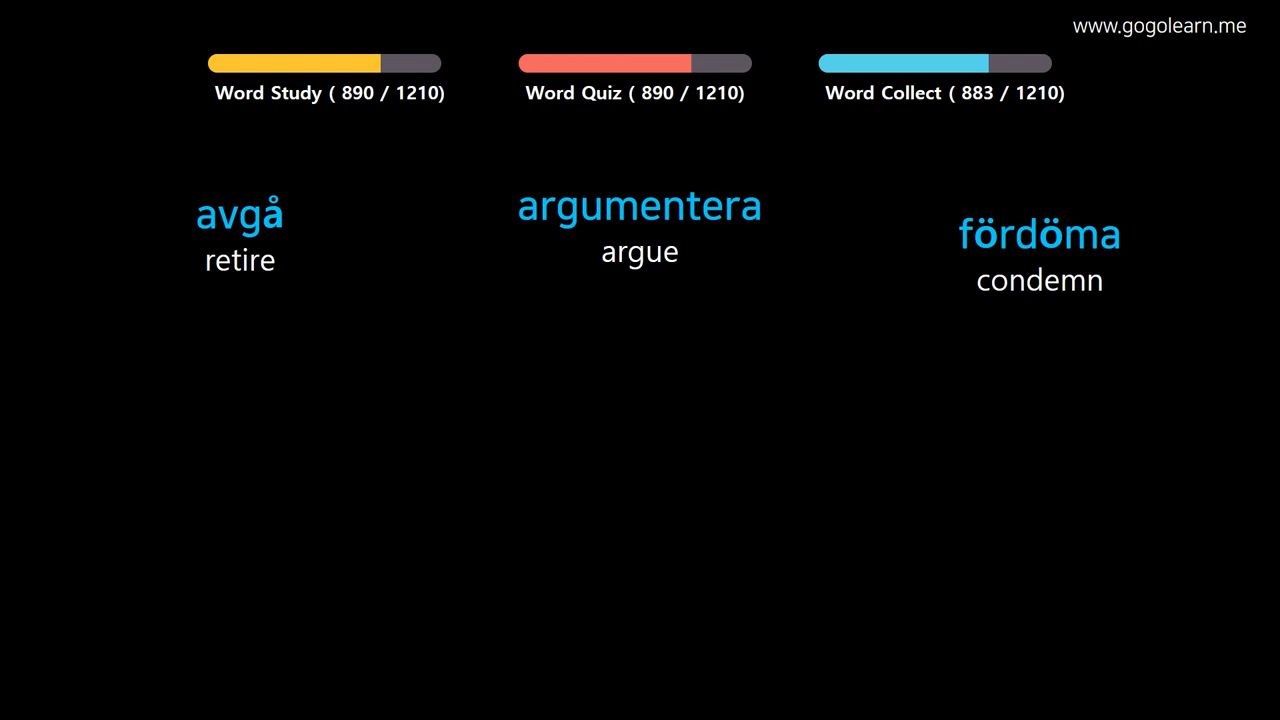 www.gogolearn.me
Word Study ( 890 / 1210)
Word Quiz ( 890 / 1210)
Word Collect ( 883 / 1210)
avgå
retire
argumentera
argue
fördöma
condemn